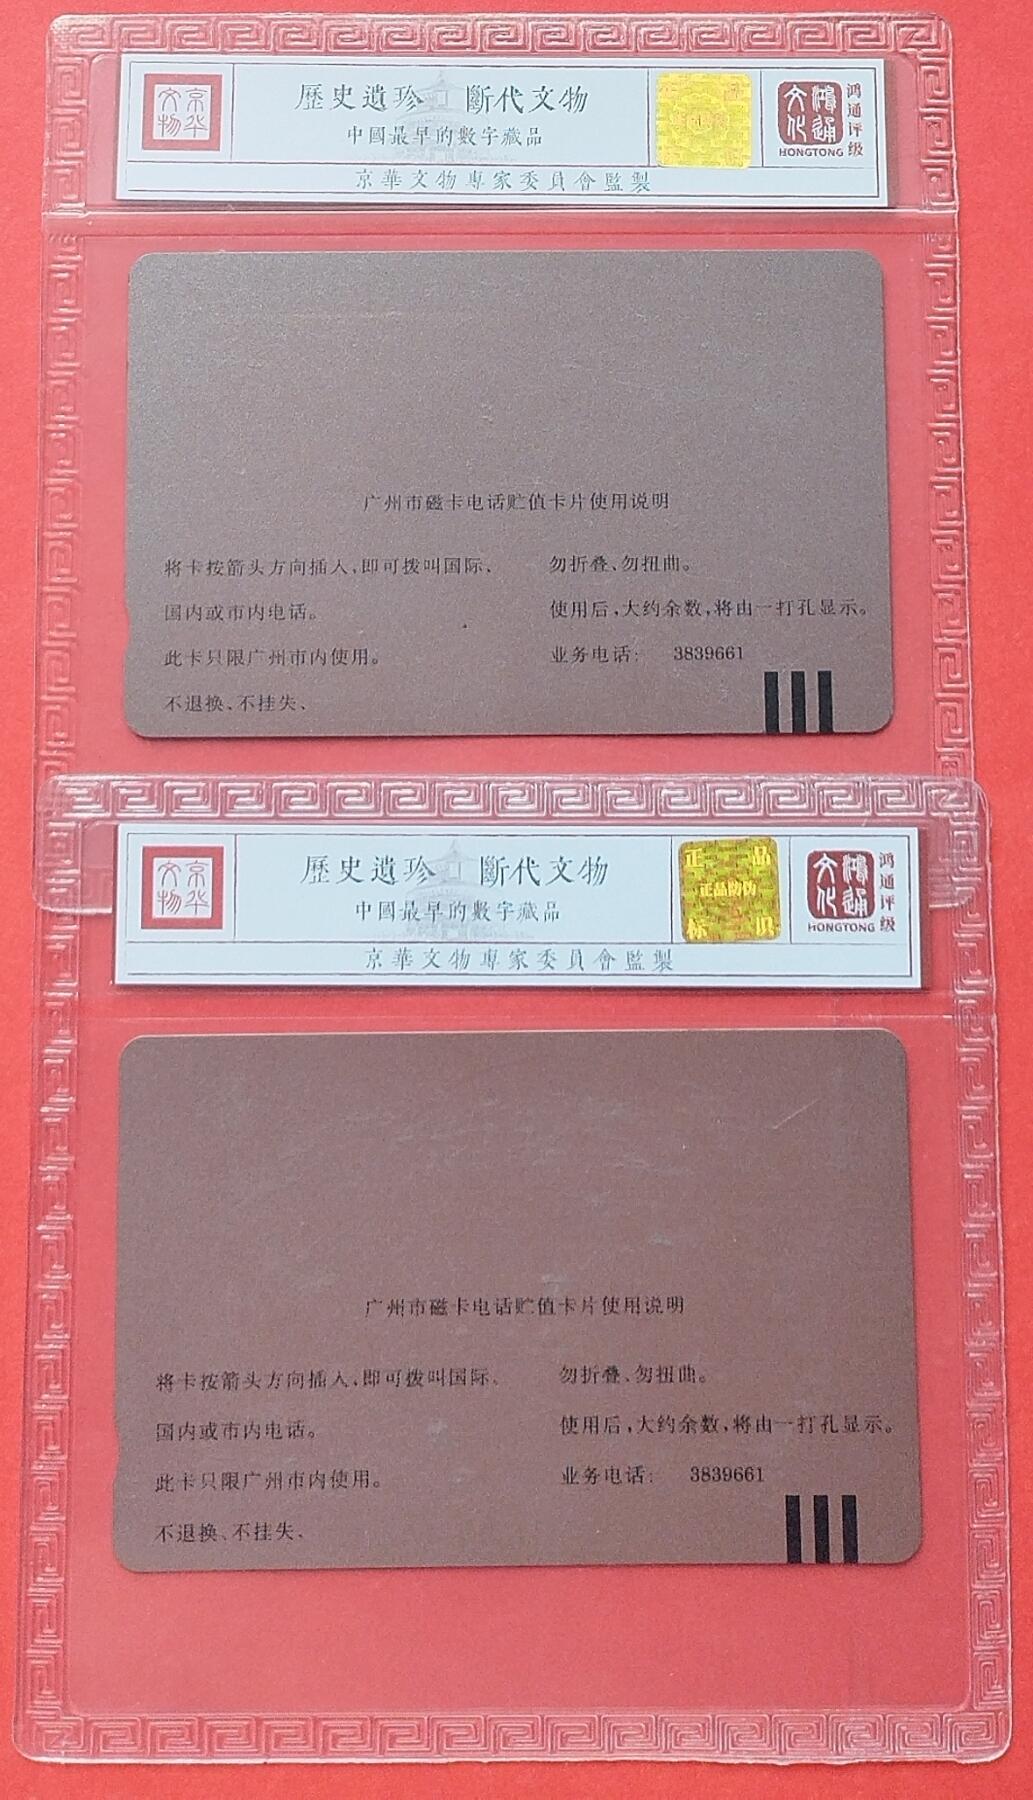 京华文物
歷史遺珍 斷代文物
中國最早的數字藏品
京華文物專家委員會監製
鴻通文化
HONGTONG
鸿通评级
广州市磁卡电话贮值卡片使用说明
将卡按箭头方向插入,即可拨叫国际、
国内或市内电话。
此卡只限广州市内使用。
不退换、不挂失、
勿折叠、勿扭曲。
使用后,大约余数,将由一打孔显示。
业务电话: 3839661
京华文物
歷史遺珍 斷代文物
中國最早的數字藏品
京華文物專家委員會監製
正品
正品防伪
标识
鴻通文化
HONGTONG
鸿通评级
广州市磁卡电话贮值卡片使用说明
将卡按箭头方向插入,即可拨叫国际、
国内或市内电话。
此卡只限广州市内使用。
不退换、不挂失、
勿折叠、勿扭曲。
使用后,大约余数,将由一打孔显示。
业务电话: 3839661